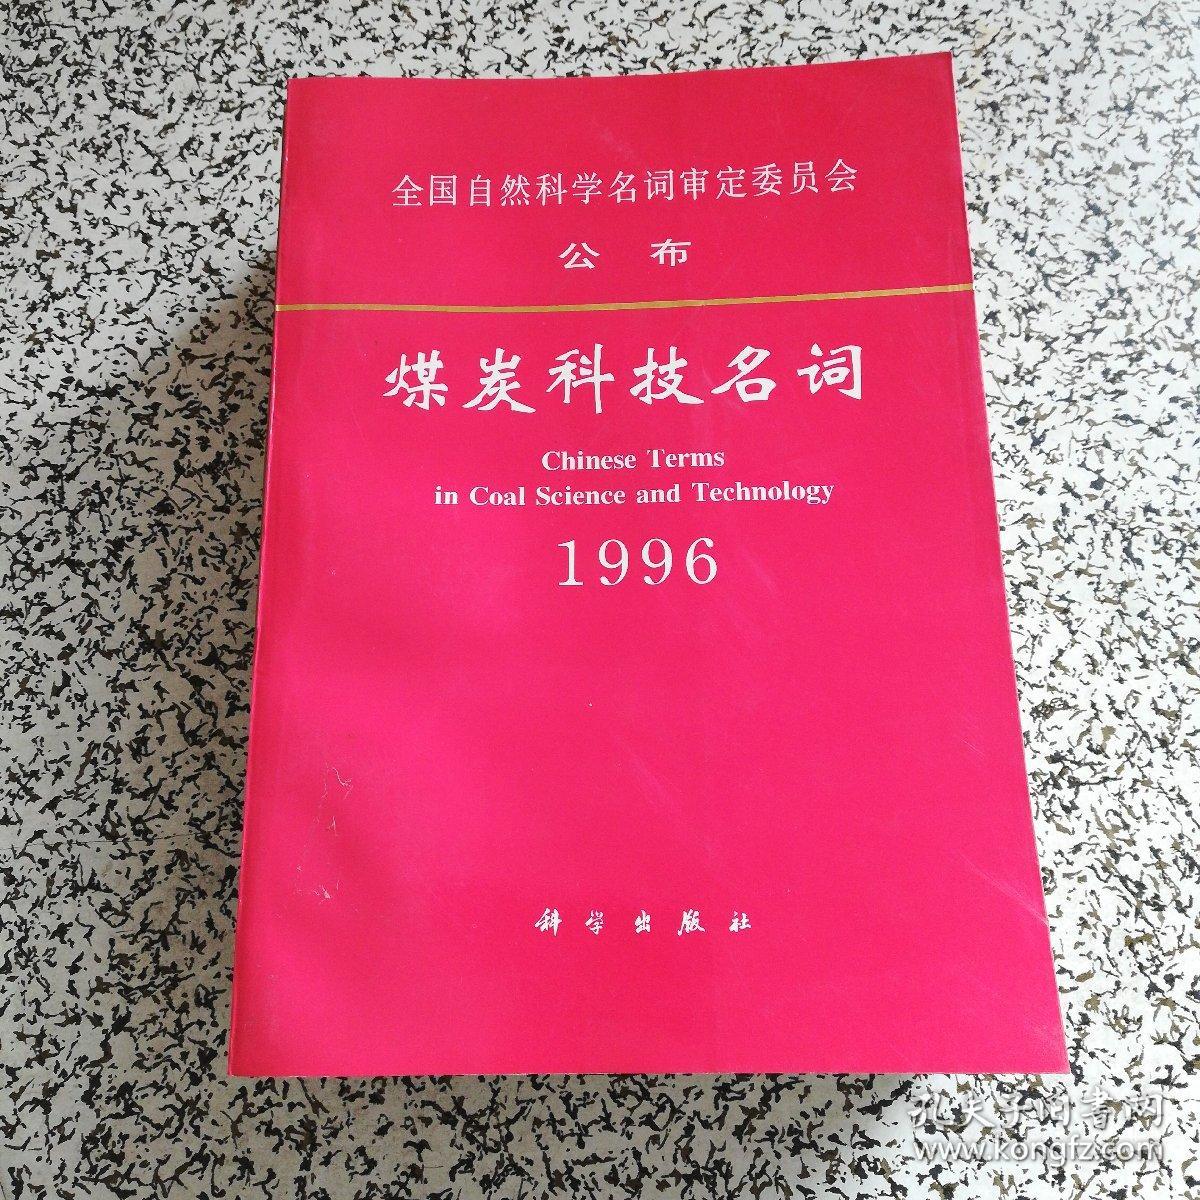 全国自然科学名词审定委员会
公 布
煤炭科技名词
Chinese Terms
in Coal Science and Technology
1996
科学出版社
孔夫子旧书网
www.kongfz.com